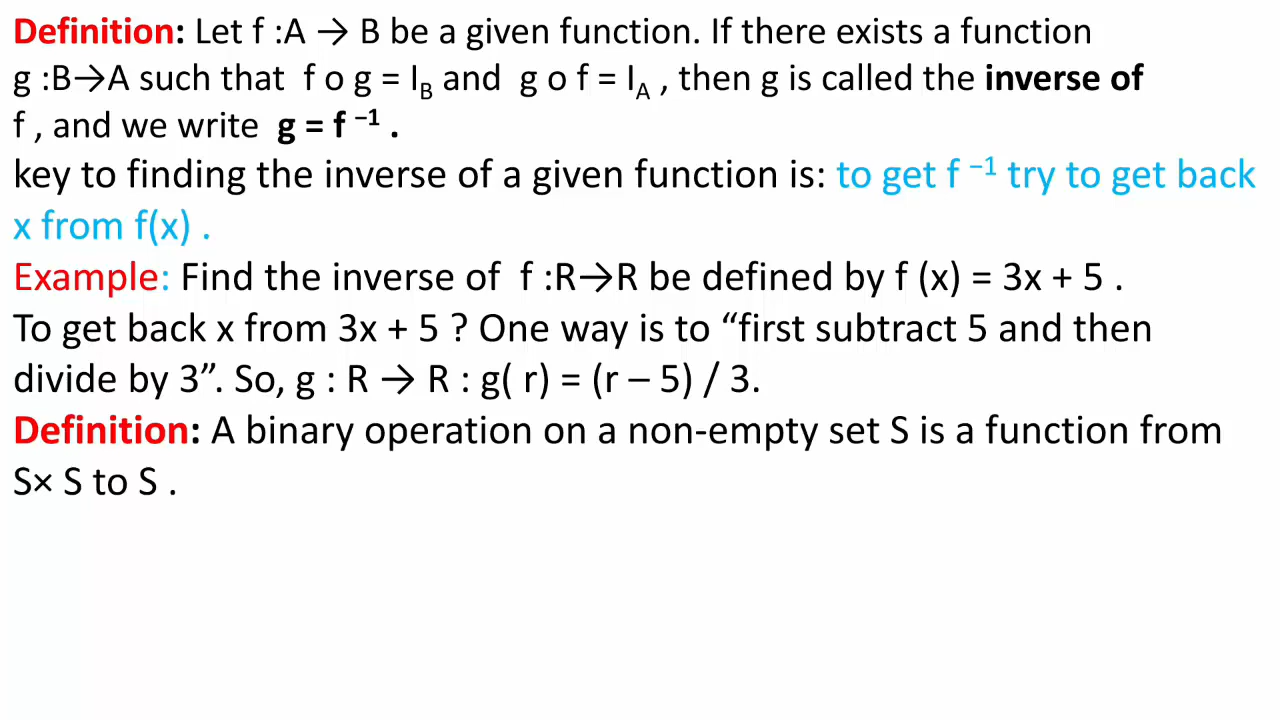 Definition: Let f :A → B be a given function. If there exists a function
g :B→A such that f o g = I_B and g o f = I_A , then g is called the inverse of
f , and we write g = f ⁻¹ .
key to finding the inverse of a given function is: to get f ⁻¹ try to get back
x from f(x) .
Example: Find the inverse of f :R→R be defined by f (x) = 3x + 5 .
To get back x from 3x + 5 ? One way is to “first subtract 5 and then
divide by 3”. So, g : R → R : g( r) = (r – 5) / 3.
Definition: A binary operation on a non-empty set S is a function from
S× S to S .